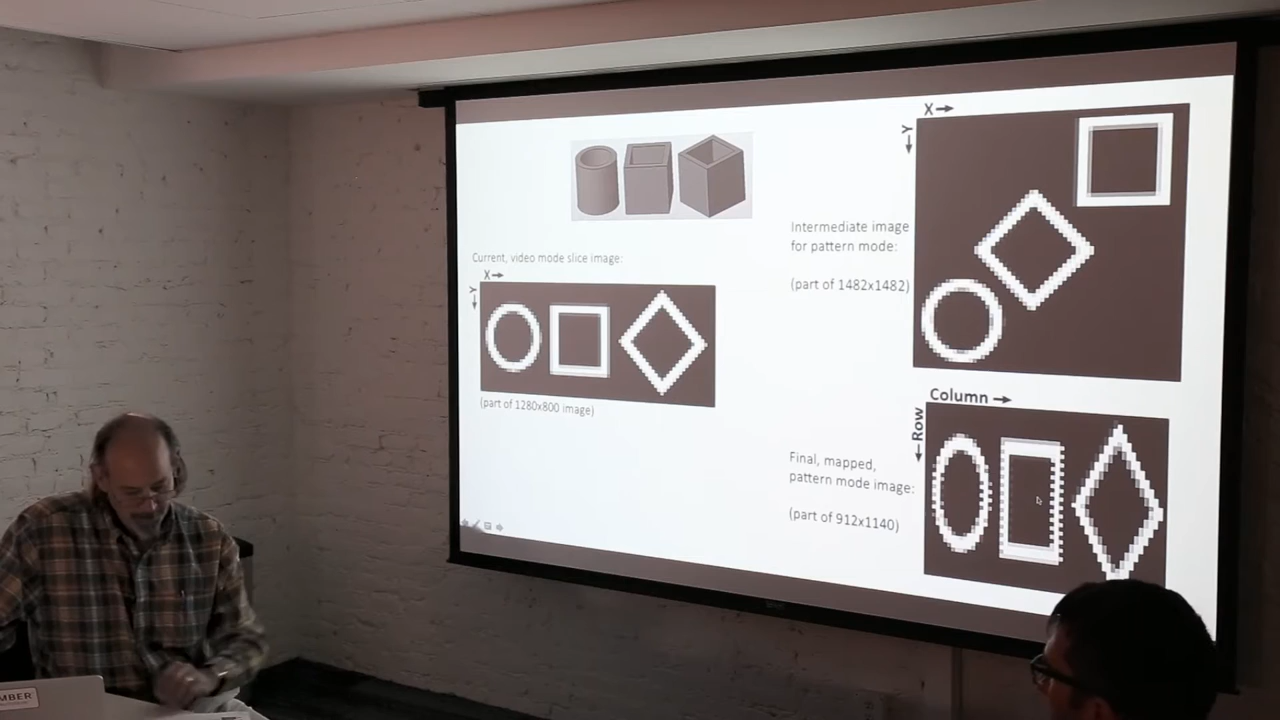 Current, video mode slice image:
X
Y
(part of 1280x800 image)
X
Y
Intermediate image
for pattern mode:
(part of 1482x1482)
Column
Row
Final, mapped,
pattern mode image:
(part of 912x1140)
MBER